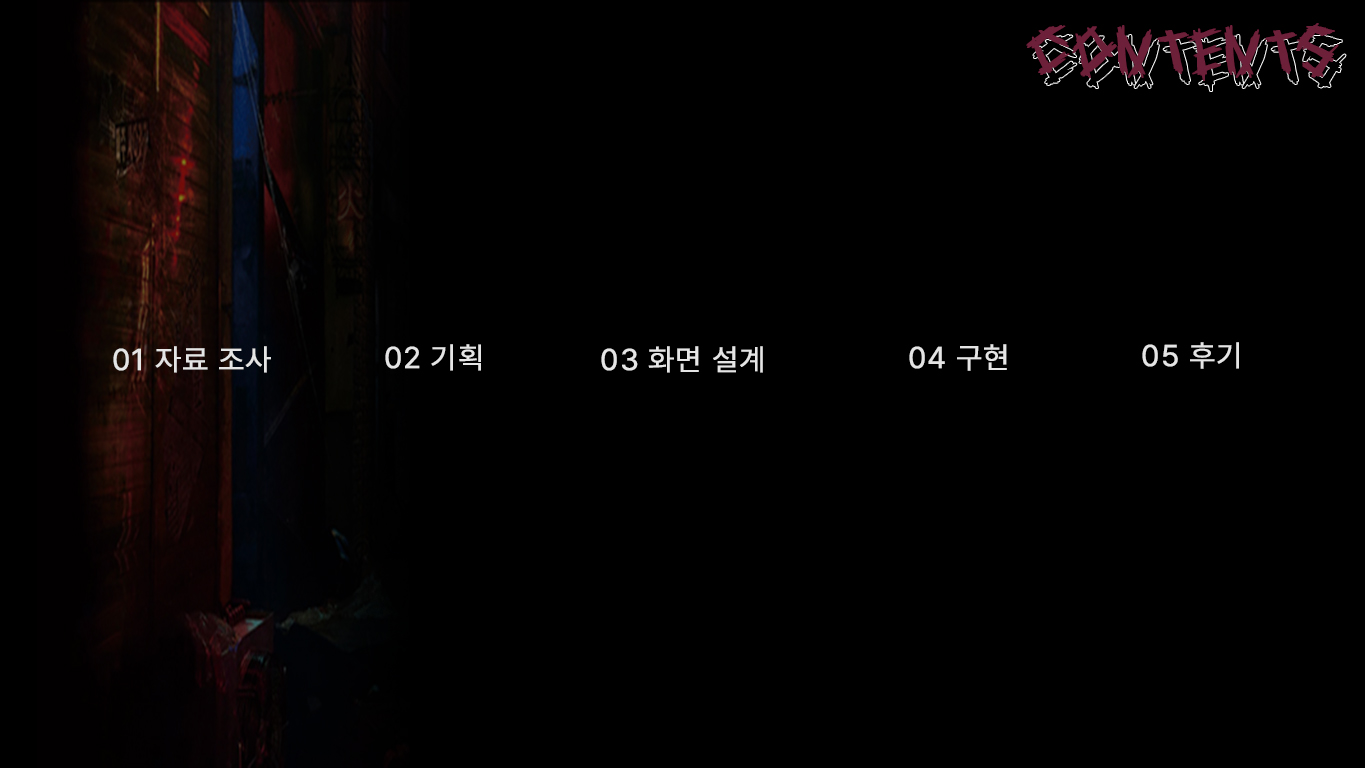 CONTENTS
01 자료 조사
02 기획
03 화면 설계
04 구현
05 후기